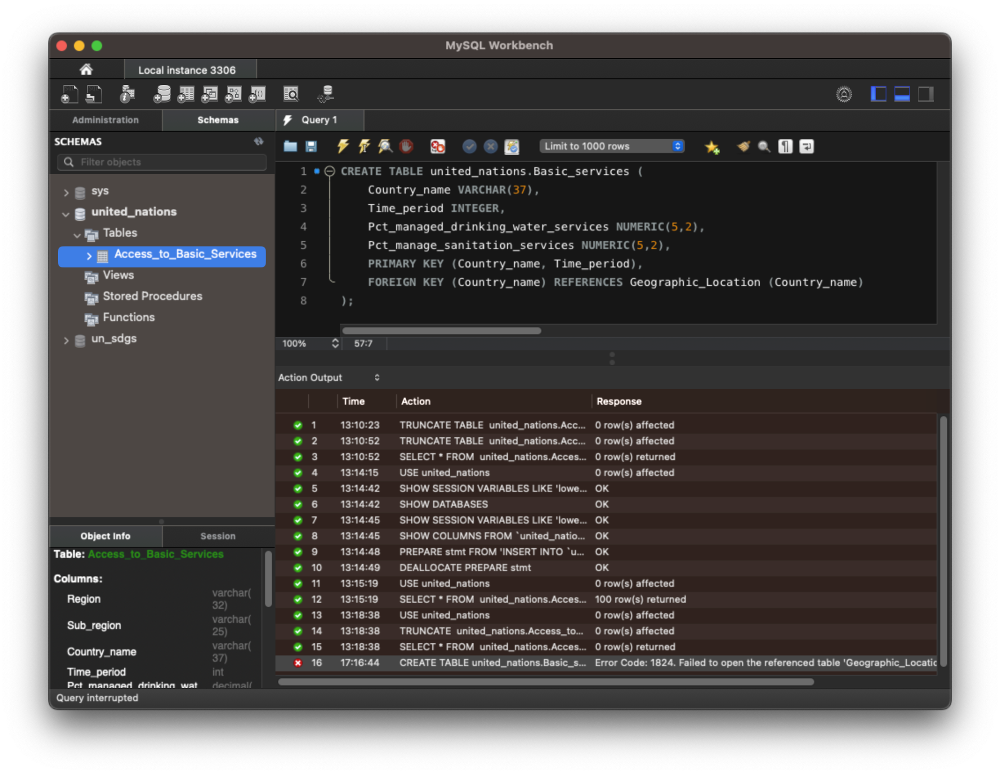 MySQL Workbench
Local instance 3306
Administration
Schemas
Query 1
SCHEMAS
Filter objects
Limit to 1000 rows
sys
united_nations
Tables
Access_to_Basic_Services
Views
Stored Procedures
Functions
un_sdgs
1 CREATE TABLE united_nations.Basic_services (
2 Country_name VARCHAR(37),
3 Time_period INTEGER,
4 Pct_managed_drinking_water_services NUMERIC(5,2),
5 Pct_manage_sanitation_services NUMERIC(5,2),
6 PRIMARY KEY (Country_name, Time_period),
7 FOREIGN KEY (Country_name) REFERENCES Geographic_Location (Country_name)
8 );
100% 57:7
Action Output
Time Action Response
1 13:10:23 TRUNCATE TABLE united_nations.Acc... 0 row(s) affected
2 13:10:52 TRUNCATE TABLE united_nations.Acc... 0 row(s) affected
3 13:10:52 SELECT * FROM united_nations.Acces... 0 row(s) returned
4 13:14:15 USE united_nations 0 row(s) affected
5 13:14:42 SHOW SESSION VARIABLES LIKE 'lowe... OK
6 13:14:42 SHOW DATABASES OK
7 13:14:45 SHOW SESSION VARIABLES LIKE 'lowe... OK
8 13:14:45 SHOW COLUMNS FROM `united_natio... OK
9 13:14:48 PREPARE stmt FROM 'INSERT INTO `u... OK
10 13:14:49 DEALLOCATE PREPARE stmt OK
11 13:15:19 USE united_nations 0 row(s) affected
12 13:15:19 SELECT * FROM united_nations.Acces... 100 row(s) returned
13 13:18:38 USE united_nations 0 row(s) affected
14 13:18:38 TRUNCATE united_nations.Access_to... 0 row(s) affected
15 13:18:38 SELECT * FROM united_nations.Acces... 0 row(s) returned
16 17:16:44 CREATE TABLE united_nations.Basic_s... Error Code: 1824. Failed to open the referenced table 'Geographic_Locatio
Object Info
Session
Table: Access_to_Basic_Services
Columns:
Region varchar(
32)
Sub_region varchar(
25)
Country_name varchar(
37)
Time_period int
Pct_managed_drinking_wat decimal(
Query interrupted